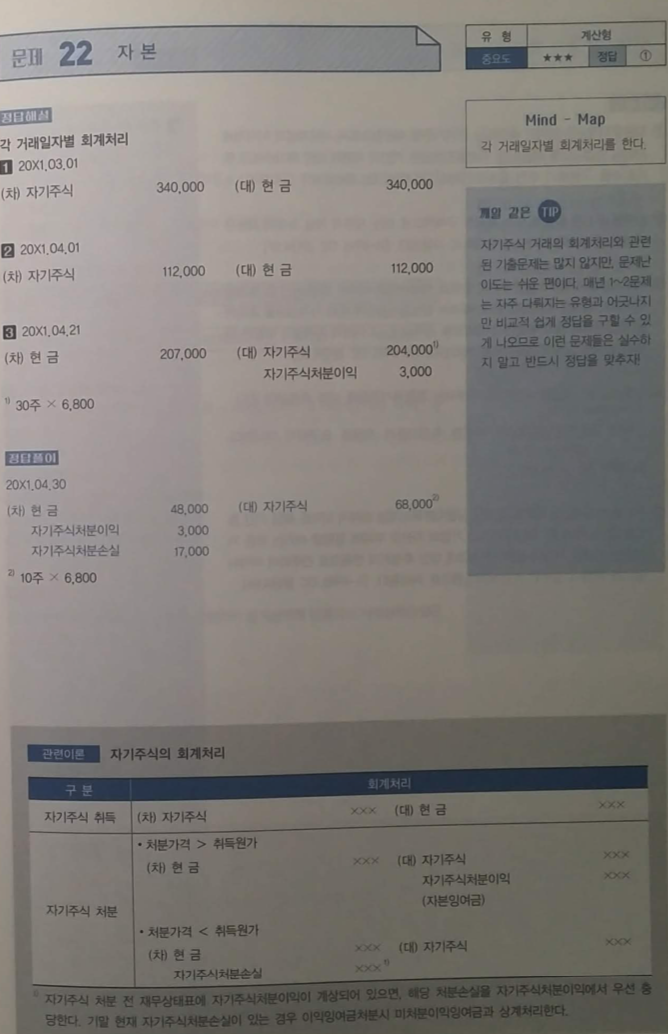 문제 22 자 본
유 형 계산형
중요도 ★★★ 정답 ①
정답해설
각 거래일자별 회계처리
1 20X1.03.01
(차) 자기주식 340,000 (대) 현 금 340,000
2 20X1.04.01
(차) 자기주식 112,000 (대) 현 금 112,000
3 20X1.04.21
(차) 현 금 207,000 (대) 자기주식 204,000¹⁾
자기주식처분이익 3,000
¹⁾ 30주 × 6,800
정답풀이
20X1.04.30
(차) 현 금 48,000 (대) 자기주식 68,000²⁾
자기주식처분이익 3,000
자기주식처분손실 17,000
²⁾ 10주 × 6,800
Mind - Map
각 거래일자별 회계처리를 한다.
께알 같은 TIP
자기주식 거래의 회계처리와 관련
된 기출문제는 많지 않지만, 문제난
이도는 쉬운 편이다. 매년 1~2문제
는 자주 다뤄지는 유형과 어긋나지
만 비교적 쉽게 정답을 구할 수 있
게 나오므로 이런 문제들은 실수하
지 말고 반드시 정답을 맞추자!
관련이론 자기주식의 회계처리
구 분 회계처리
자기주식 취득 (차) 자기주식 ××× (대) 현 금 ×××
자기주식 처분
• 처분가격 > 취득원가
(차) 현 금 ××× (대) 자기주식 ×××
자기주식처분이익 ×××
(자본잉여금)
• 처분가격 < 취득원가
(차) 현 금 ××× (대) 자기주식 ×××
자기주식처분손실 ×××¹⁾
¹⁾ 자기주식 처분 전 재무상태표에 자기주식처분이익이 계상되어 있으면, 해당 처분손실을 자기주식처분이익에서 우선 충
당한다. 기말 현재 자기주식처분손실이 있는 경우 이익잉여금처분시 미처분이익잉여금과 상계처리한다.